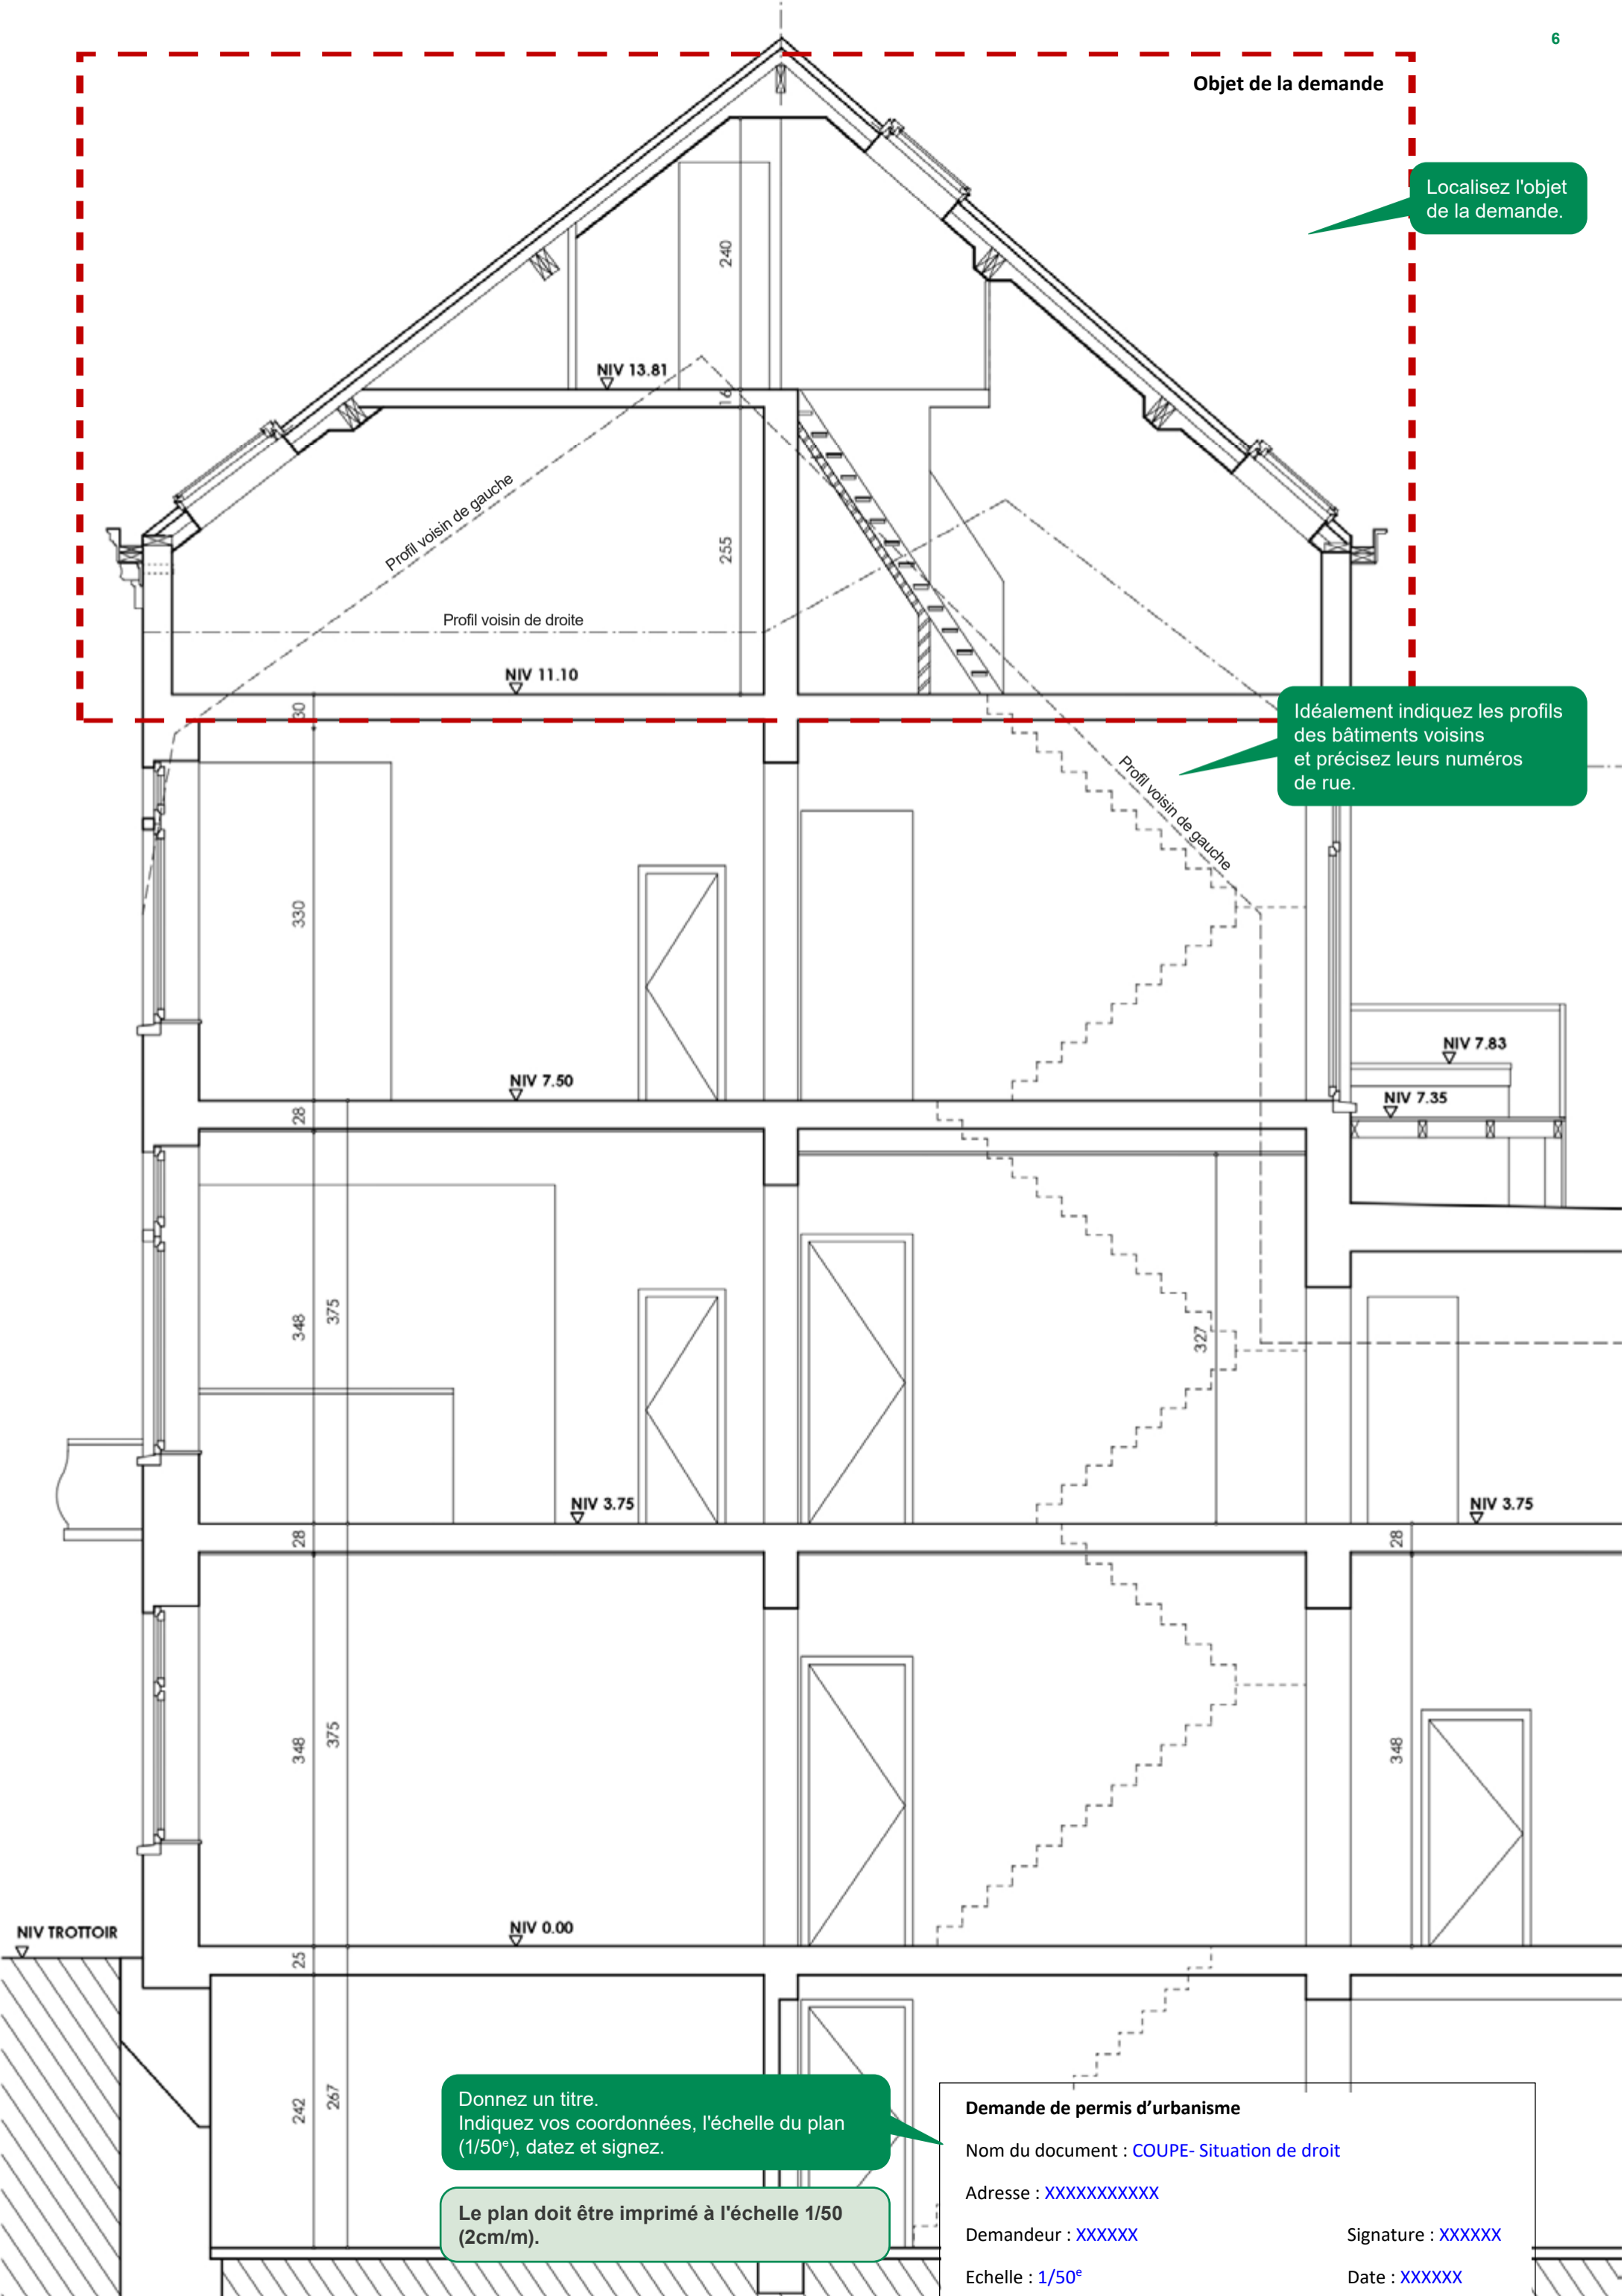 6
Objet de la demande
Localisez l'objet
de la demande.
240
NIV 13.81
16
Profil voisin de gauche
255
Profil voisin de droite
NIV 11.10
30
Idéalement indiquez les profils
des bâtiments voisins
et précisez leurs numéros
de rue.
Profil voisin de gauche
330
NIV 7.83
NIV 7.50
NIV 7.35
28
348
375
327
NIV 3.75
NIV 3.75
28
28
348
375
348
NIV TROTTOIR
NIV 0.00
25
242
267
Donnez un titre.
Indiquez vos coordonnées, l'échelle du plan
(1/50e), datez et signez.
Le plan doit être imprimé à l'échelle 1/50
(2cm/m).
Demande de permis d’urbanisme
Nom du document : COUPE- Situation de droit
Adresse : XXXXXXXXXXX
Demandeur : XXXXXX Signature : XXXXXX
Echelle : 1/50e Date : XXXXXX